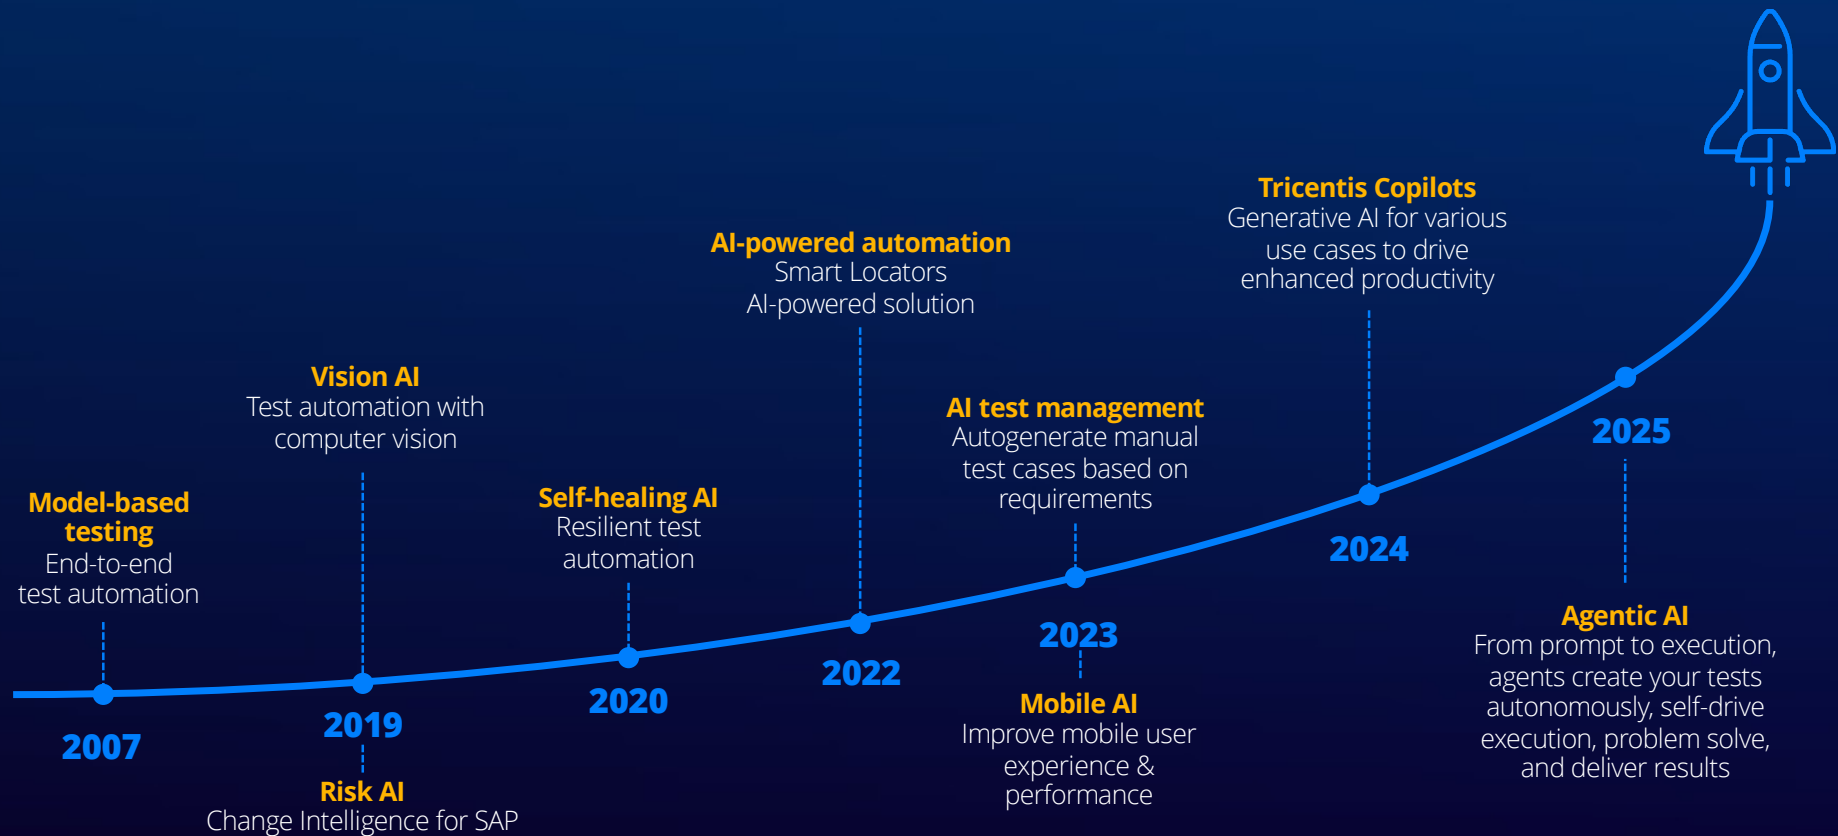 Model-based
testing
End-to-end
test automation
2007
Vision AI
Test automation with
computer vision
2019
Risk AI
Change Intelligence for SAP
Self-healing AI
Resilient test
automation
2020
AI-powered automation
Smart Locators
AI-powered solution
2022
AI test management
Autogenerate manual
test cases based on
requirements
2023
Mobile AI
Improve mobile user
experience &
performance
Tricentis Copilots
Generative AI for various
use cases to drive
enhanced productivity
2024
2025
Agentic AI
From prompt to execution,
agents create your tests
autonomously, self-drive
execution, problem solve,
and deliver results